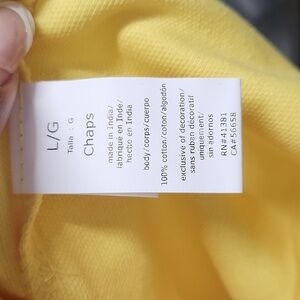 L/G
Talla : G
Chaps
made in India/
fabriqué en Inde/
hecho en India
body/corps/cuerpo
100% cotton/coton/algodón
exclusive of decoration/
sans ruban décoratif
uniquement/
sin adornos
RN#41381
CA#56658